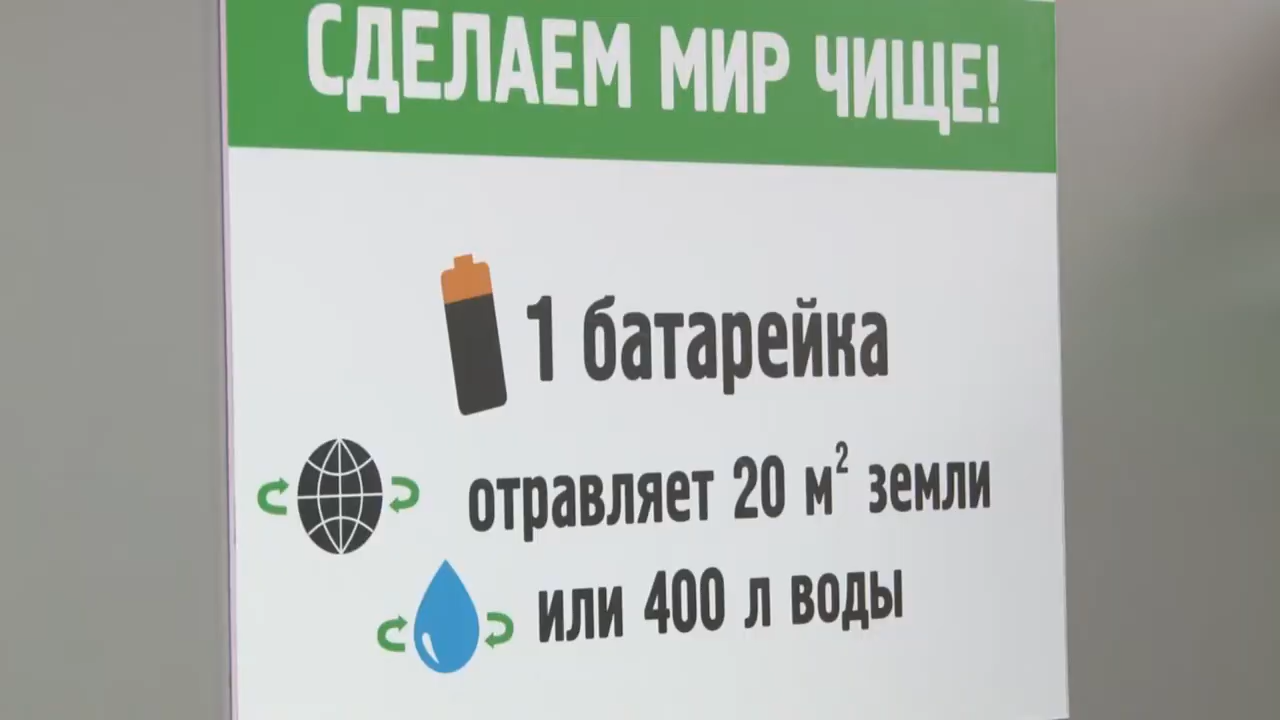 СДЕЛАЕМ МИР ЧИЩЕ!
1 батарейка
отравляет 20 м² земли
или 400 л воды